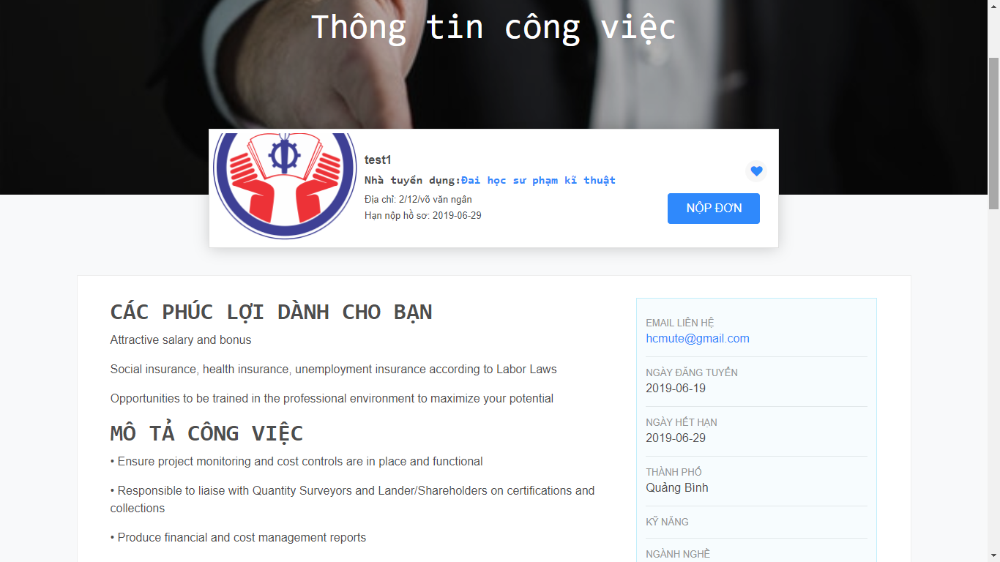 Thông tin công việc
test1
Nhà tuyển dụng:Đai học sư phạm kĩ thuật
Địa chỉ: 2/12/võ văn ngân
Hạn nộp hồ sơ: 2019-06-29
NỘP ĐƠN
CÁC PHÚC LỢI DÀNH CHO BẠN
Attractive salary and bonus
Social insurance, health insurance, unemployment insurance according to Labor Laws
Opportunities to be trained in the professional environment to maximize your potential
MÔ TẢ CÔNG VIỆC
• Ensure project monitoring and cost controls are in place and functional
• Responsible to liaise with Quantity Surveyors and Lander/Shareholders on certifications and
collections
• Produce financial and cost management reports
EMAIL LIÊN HỆ
hcmute@gmail.com
NGÀY ĐĂNG TUYỂN
2019-06-19
NGÀY HẾT HẠN
2019-06-29
THÀNH PHỐ
Quảng Bình
KỸ NĂNG
NGÀNH NGHỀ